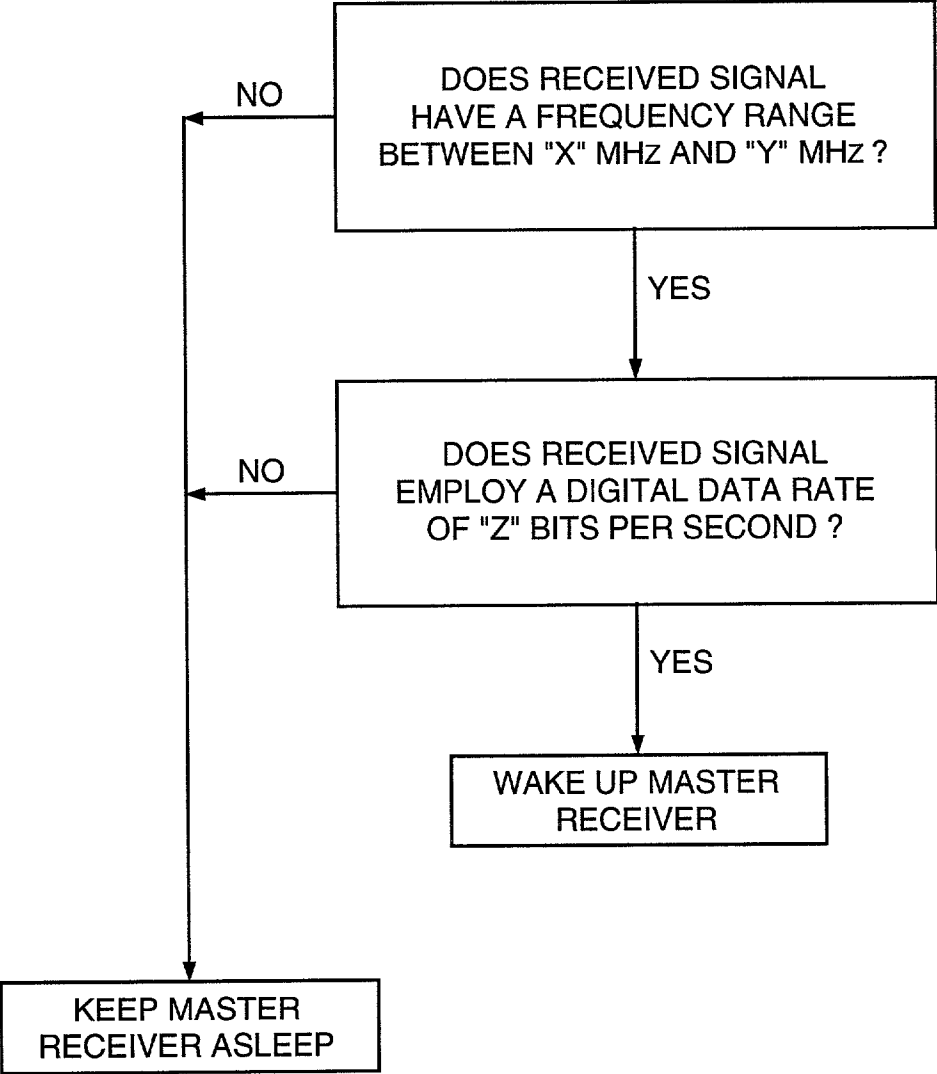 DOES RECEIVED SIGNAL
HAVE A FREQUENCY RANGE
BETWEEN "X" MHz AND "Y" MHz ?
NO
YES
DOES RECEIVED SIGNAL
EMPLOY A DIGITAL DATA RATE
OF "Z" BITS PER SECOND ?
NO
YES
WAKE UP MASTER
RECEIVER
KEEP MASTER
RECEIVER ASLEEP